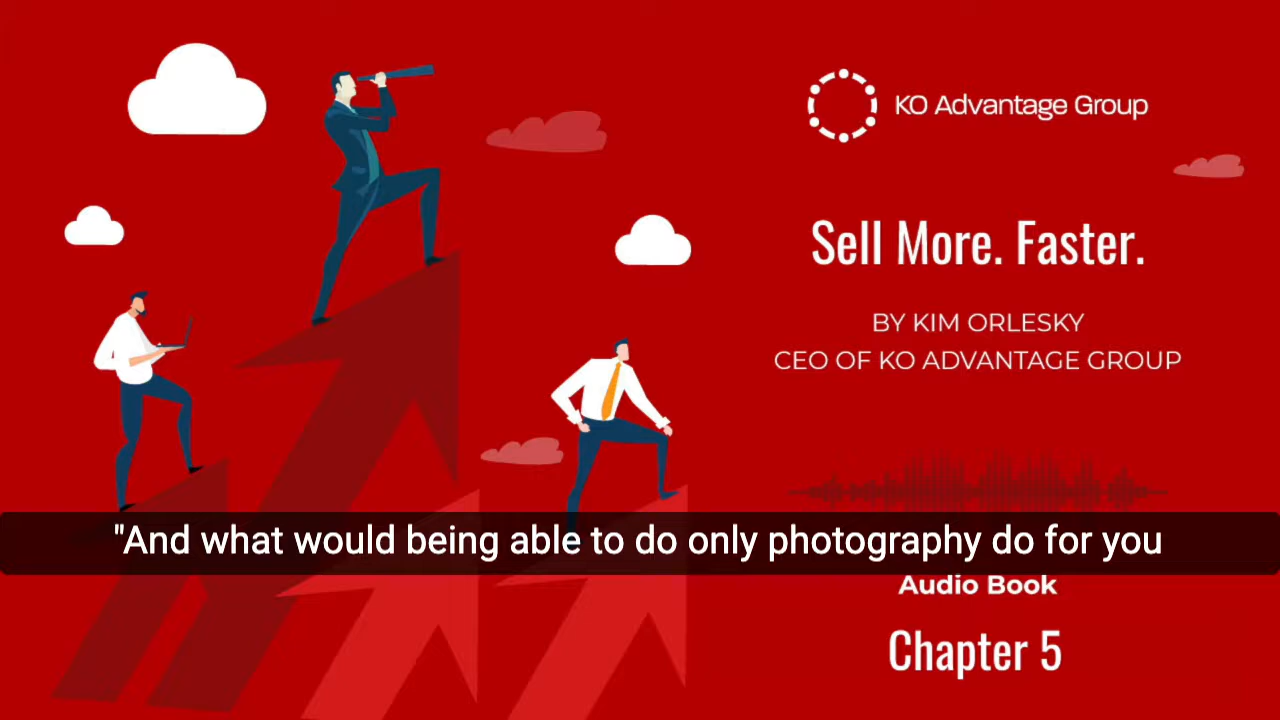 KO Advantage Group
Sell More. Faster.
BY KIM ORLESKY
CEO OF KO ADVANTAGE GROUP
"And what would being able to do only photography do for you
Audio Book
Chapter 5